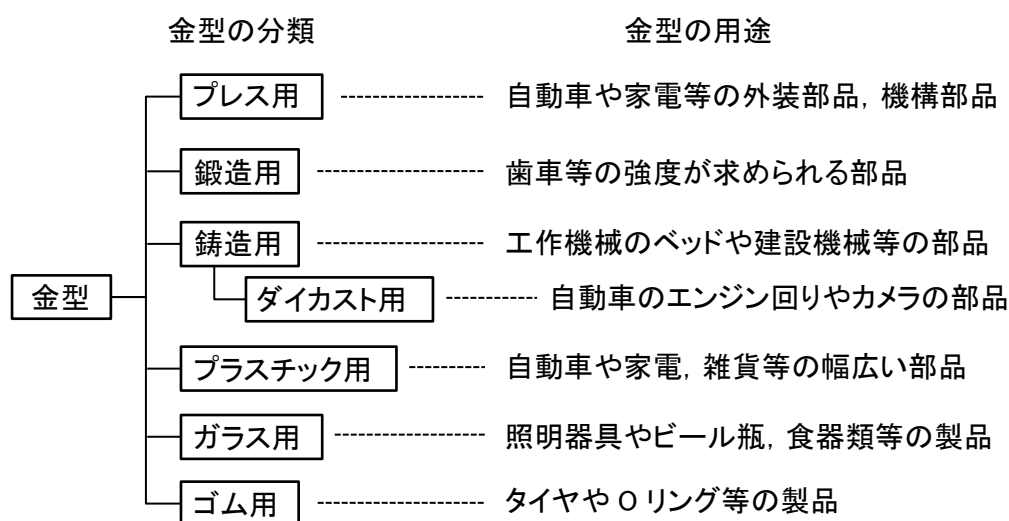 金型の分類 金型の用途
プレス用 自動車や家電等の外装部品，機構部品
鍛造用 歯車等の強度が求められる部品
鋳造用 工作機械のベッドや建設機械等の部品
金型 ダイカスト用 自動車のエンジン回りやカメラの部品
プラスチック用 自動車や家電，雑貨等の幅広い部品
ガラス用 照明器具やビール瓶，食器類等の製品
ゴム用 タイヤや O リング等の製品